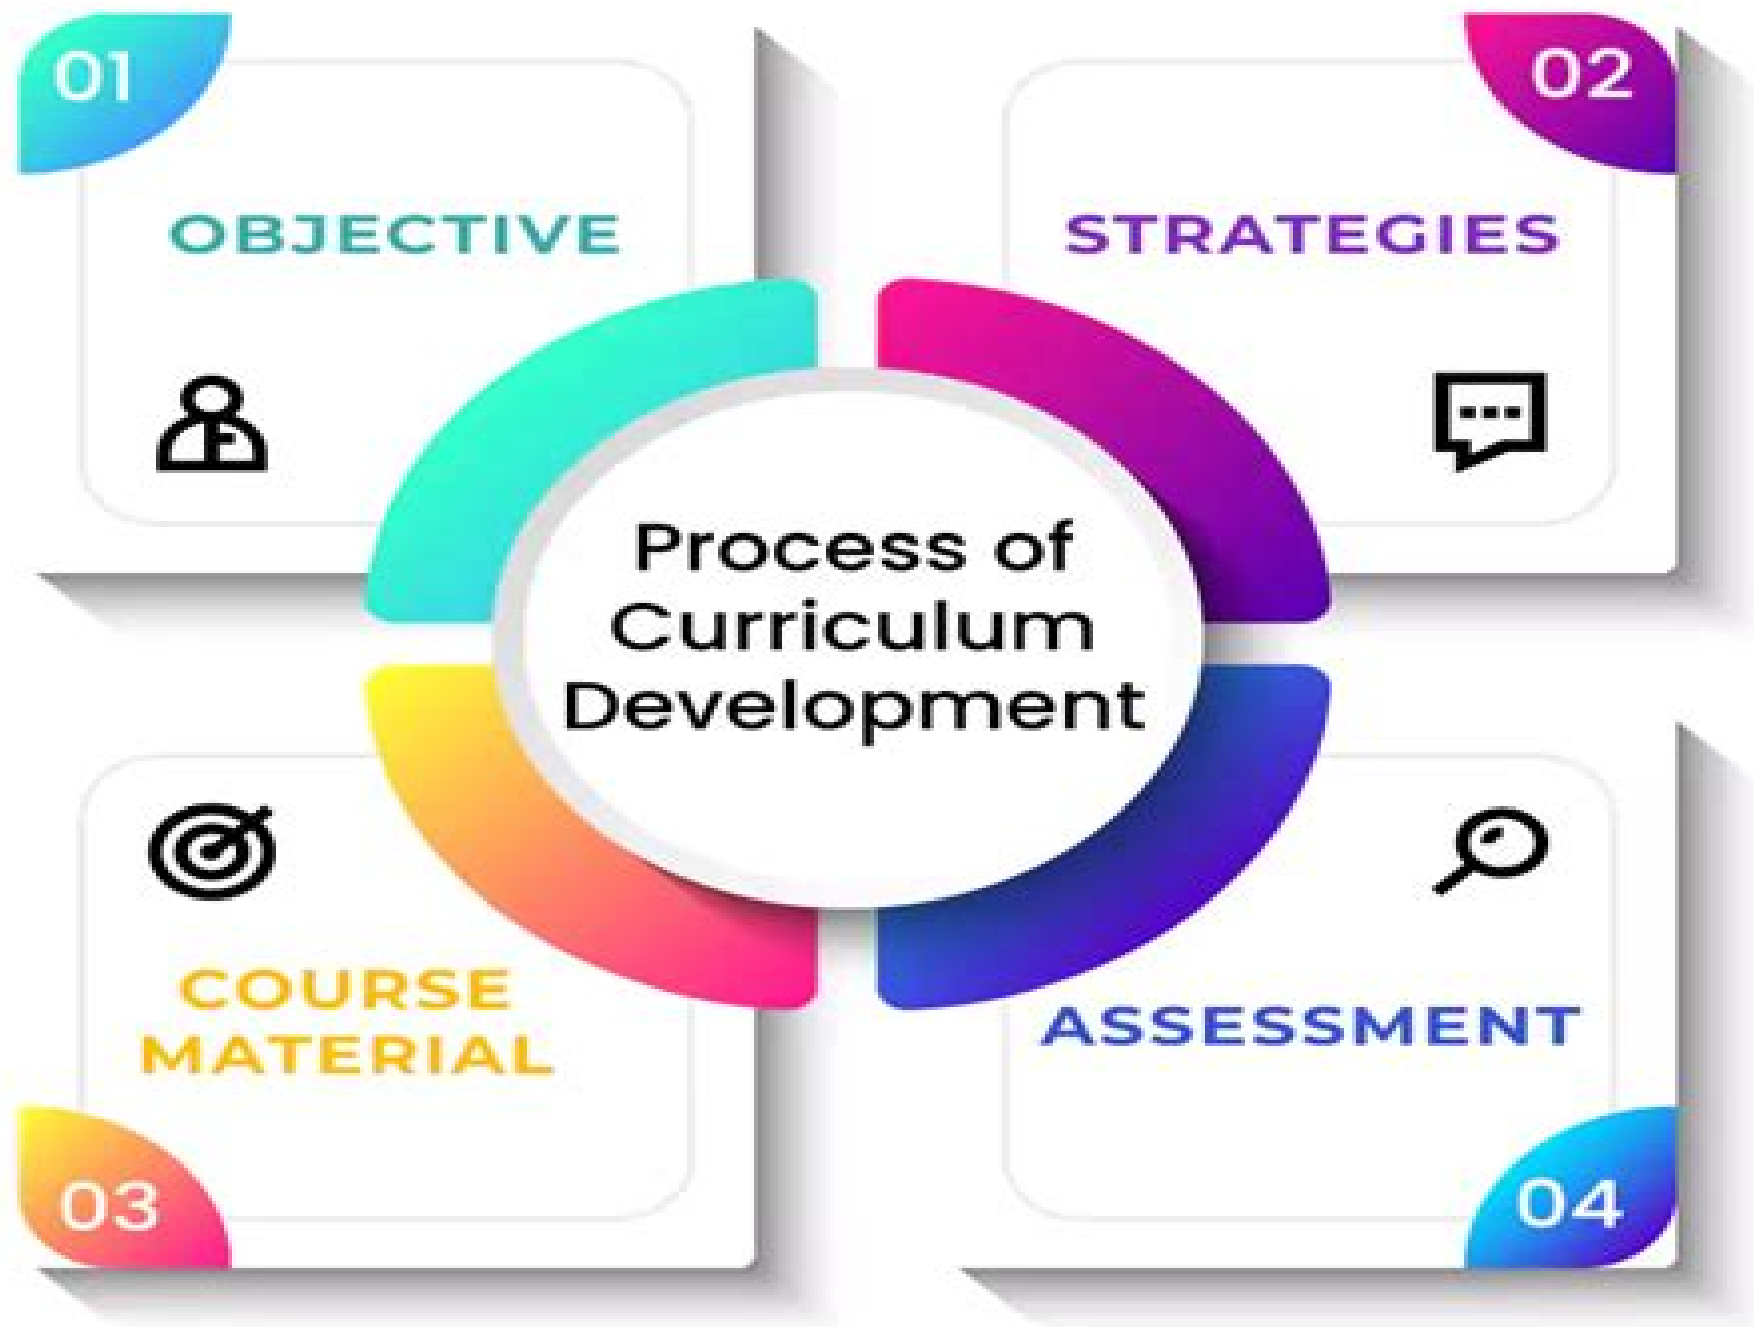 01
OBJECTIVE
02
STRATEGIES
Process of
Curriculum
Development
COURSE
MATERIAL
03
ASSESSMENT
04